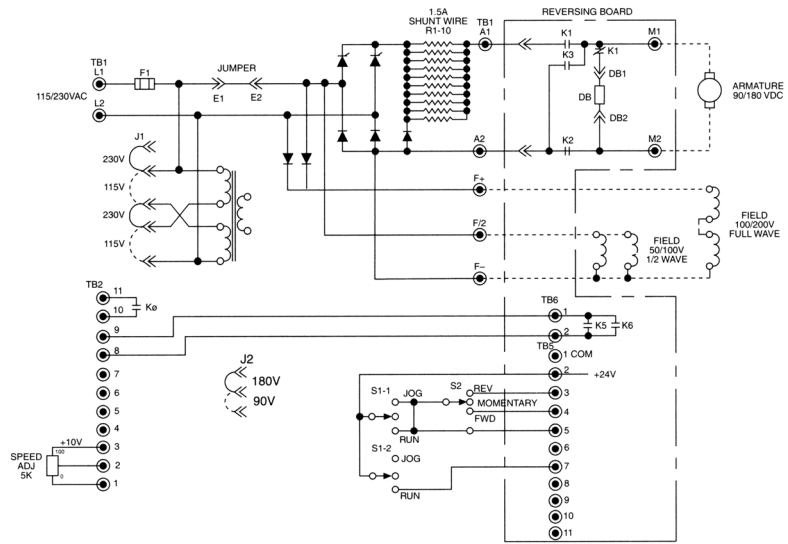 1.5A
SHUNT WIRE
R1-10
TB1
A1
REVERSING BOARD
K1
M1
K3
K1
TB1
L1
F1
JUMPER
E1
E2
DB1
DB
DB2
ARMATURE
90/180 VDC
115/230VAC
L2
J1
A2
K2
M2
230V
115V
230V
115V
F+
F/2
F–
FIELD
50/100V
1/2 WAVE
FIELD
100/200V
FULL WAVE
TB2
11
10
9
8
7
6
5
4
3
2
1
Kø
+10V
100
0
SPEED
ADJ
5K
J2
180V
90V
TB6
1
2
K5
K6
TB5
1 COM
2
+24V
3
4
5
6
7
8
9
10
11
S1-1
JOG
RUN
S2
REV
MOMENTARY
FWD
S1-2
JOG
RUN